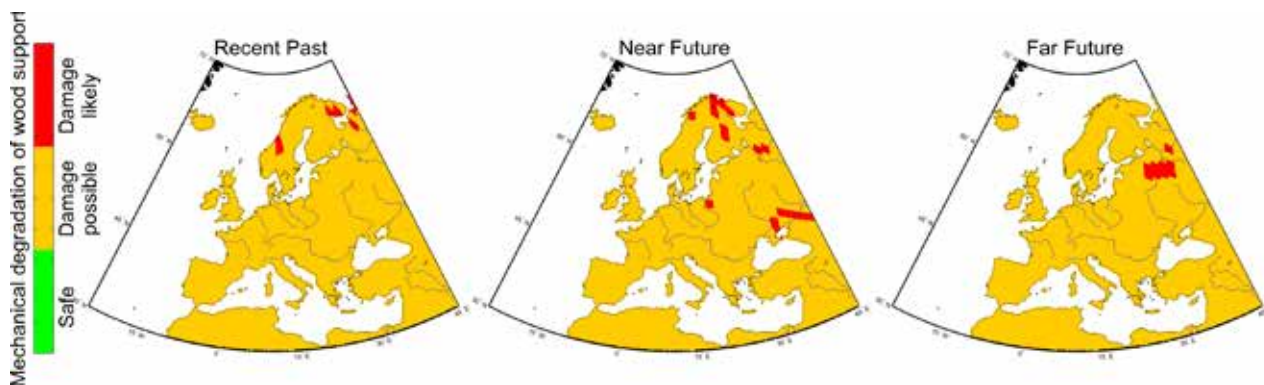 Recent Past
Near Future
Far Future
Mechanical degradation of wood support
Damage
likely
Damage
possible
Safe